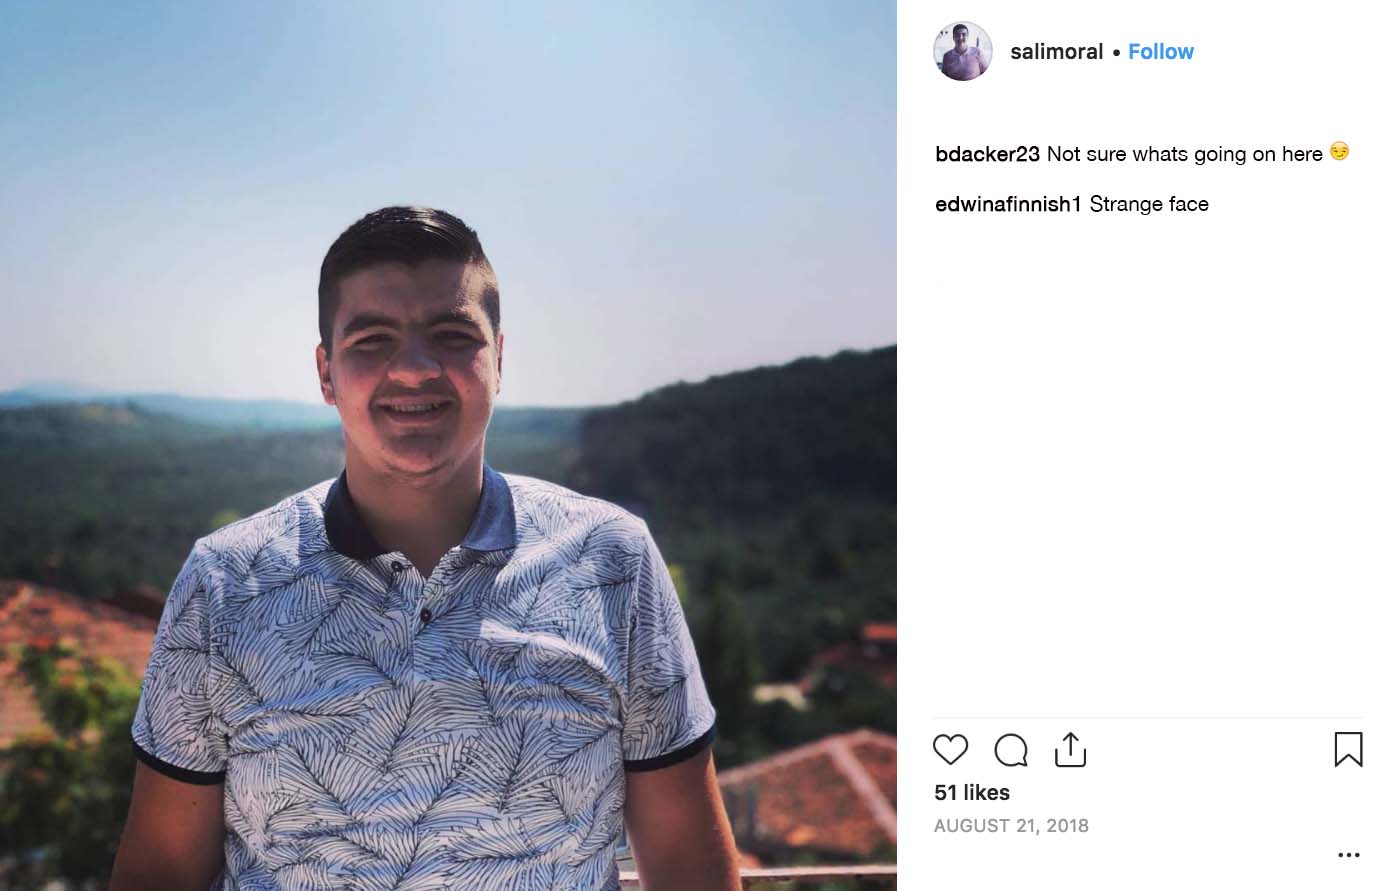 salimoral • Follow
bdacker23 Not sure whats going on here 😏
edwinafinnish1 Strange face
51 likes
AUGUST 21, 2018